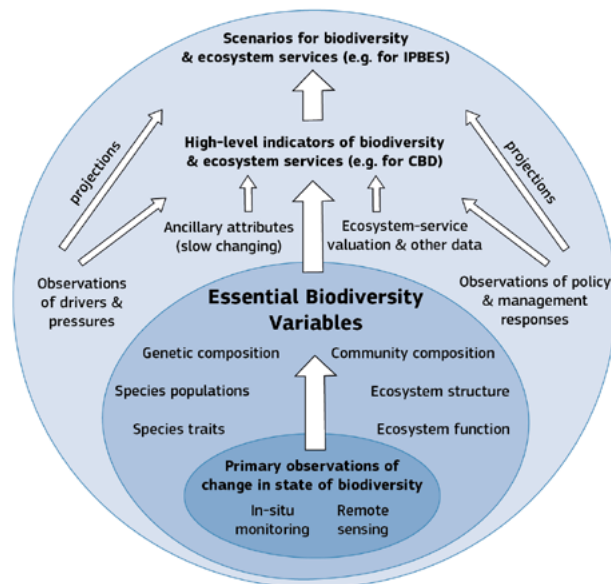 Scenarios for biodiversity
& ecosystem services (e.g. for IPBES)
projections
projections
High-level indicators of biodiversity
& ecosystem services (e.g. for CBD)
Ancillary attributes
(slow changing)
Ecosystem-service
valuation & other data
Observations
of drivers &
pressures
Observations of policy
& management
responses
Essential Biodiversity
Variables
Genetic composition
Community composition
Species populations
Ecosystem structure
Species traits
Ecosystem function
Primary observations of
change in state of biodiversity
In-situ
monitoring
Remote
sensing